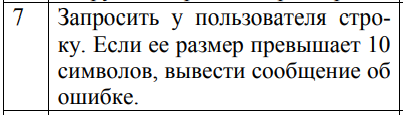 7 Запросить у пользователя стро-
ку. Если ее размер превышает 10
символов, вывести сообщение об
ошибке.